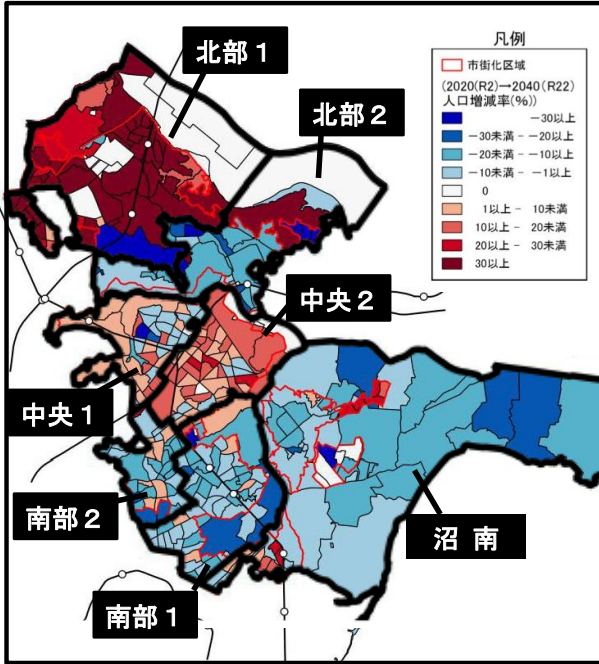 凡例
市街化区域
(2020(R2)→2040(R22)
人口増減率(%))
－30以上
－30未満 - －20以上
－20未満 - －10以上
－10未満 - －1以上
0
1以上 - 10未満
10以上 - 20未満
20以上 - 30未満
30以上
北部１
北部２
中央２
中央１
南部２
沼 南
南部１